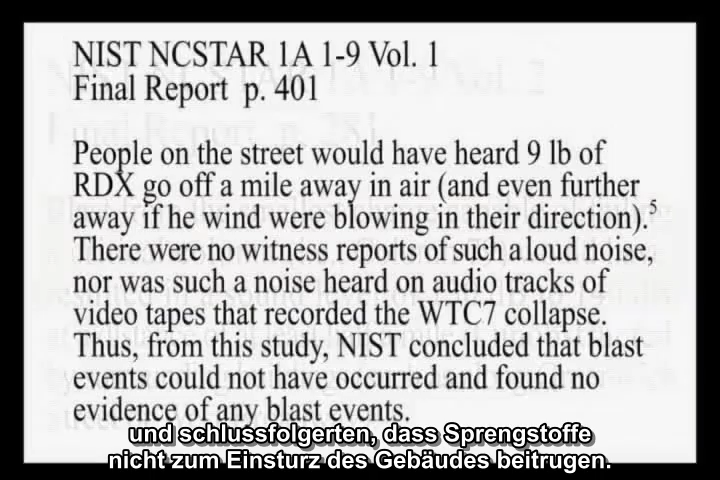 NIST NCSTAR 1A 1-9 Vol. 1
Final Report p. 401
People on the street would have heard 9 lb of
RDX go off a mile away in air (and even further
away if he wind were blowing in their direction).5
There were no witness reports of such a loud noise,
nor was such a noise heard on audio tracks of
video tapes that recorded the WTC7 collapse.
Thus, from this study, NIST concluded that blast
events could not have occurred and found no
evidence of any blast events.
und schlussfolgerten, dass Sprengstoffe
nicht zum Einsturz des Gebäudes beitrugen.